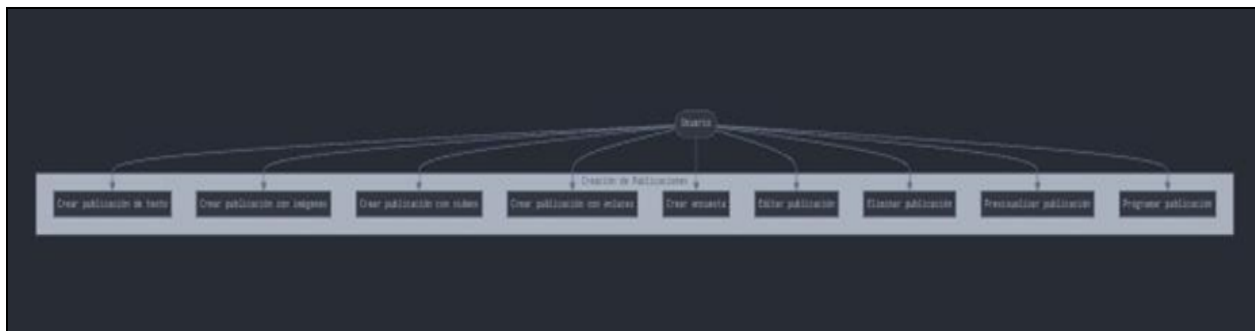 Usuario
Creación de Publicaciones
Crear publicación de texto
Crear publicación con imágenes
Crear publicación con videos
Crear publicación con enlaces
Crear encuesta
Editar publicación
Eliminar publicación
Previsualizar publicación
Programar publicación